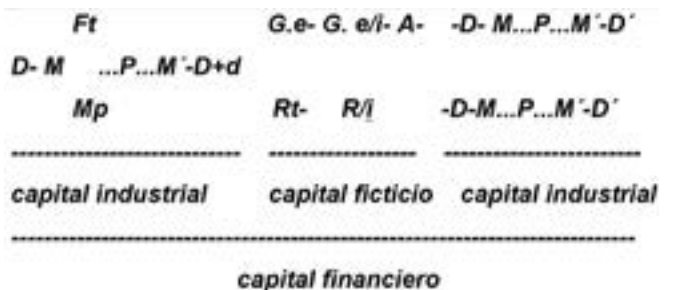 Ft G.e- G. e/i- A- -D- M...P...M´-D´
D- M ...P...M´-D+d
Mp Rt- R/i -D-M...P...M´-D´
------------------------- ---------------- ---------------------
capital industrial capital ficticio capital industrial
--------------------------------------------------------------------
capital financiero